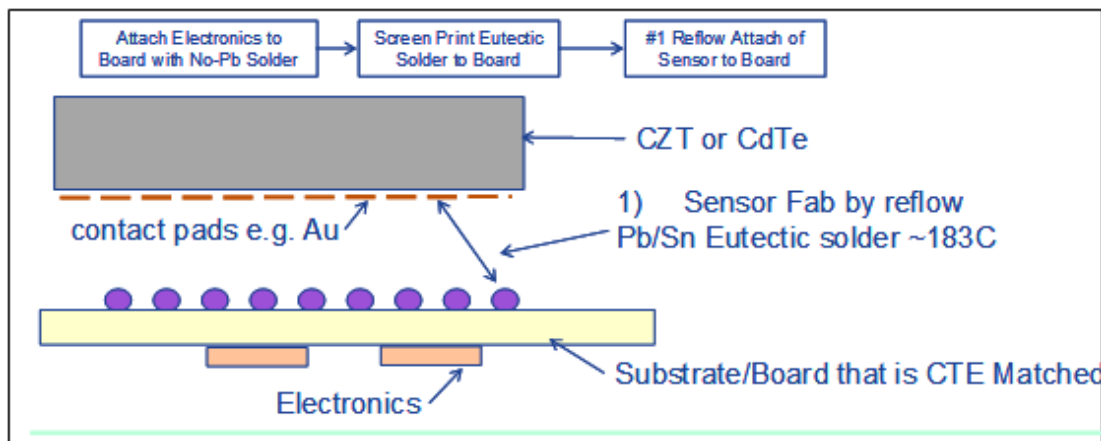 Attach Electronics to
Board with No-Pb Solder
Screen Print Eutectic
Solder to Board
#1 Reflow Attach of
Sensor to Board
CZT or CdTe
contact pads e.g. Au
1) Sensor Fab by reflow
Pb/Sn Eutectic solder ~183C
Substrate/Board that is CTE Matched
Electronics